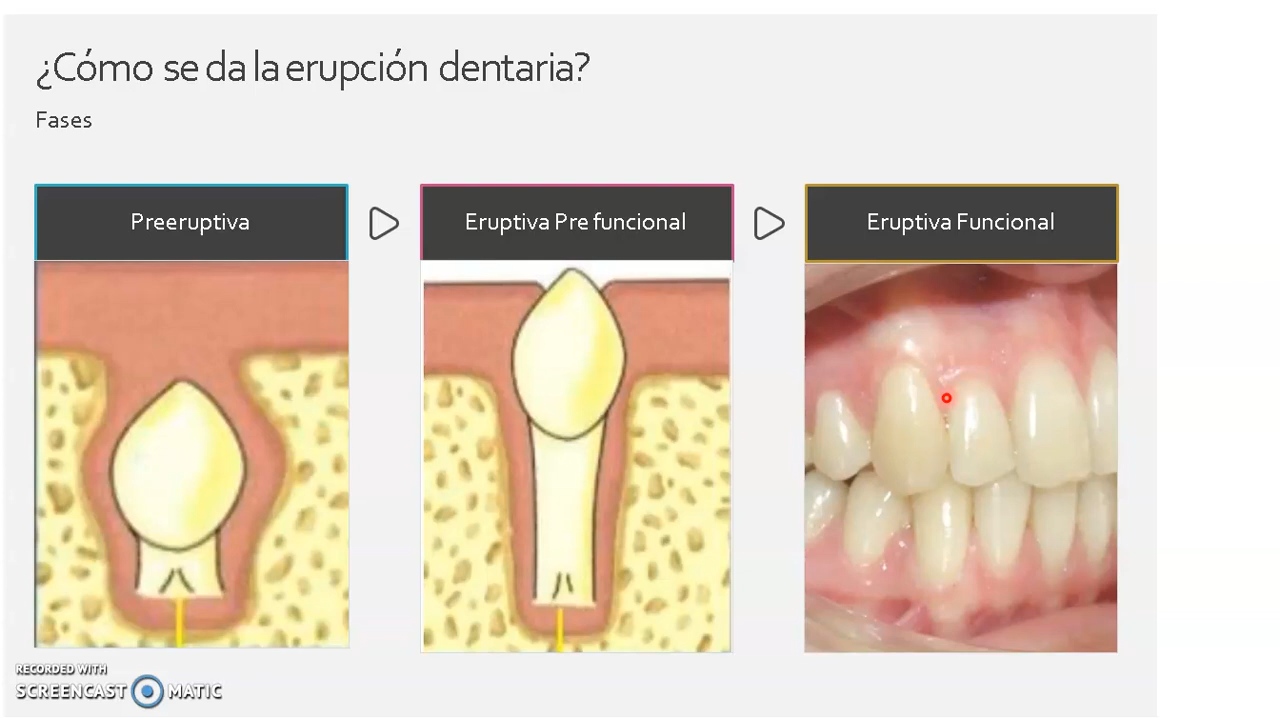 ¿Cómo se da la erupción dentaria?
Fases
Preeruptiva
Eruptiva Pre funcional
Eruptiva Funcional
RECORDED WITH
SCREENCAST MATIC